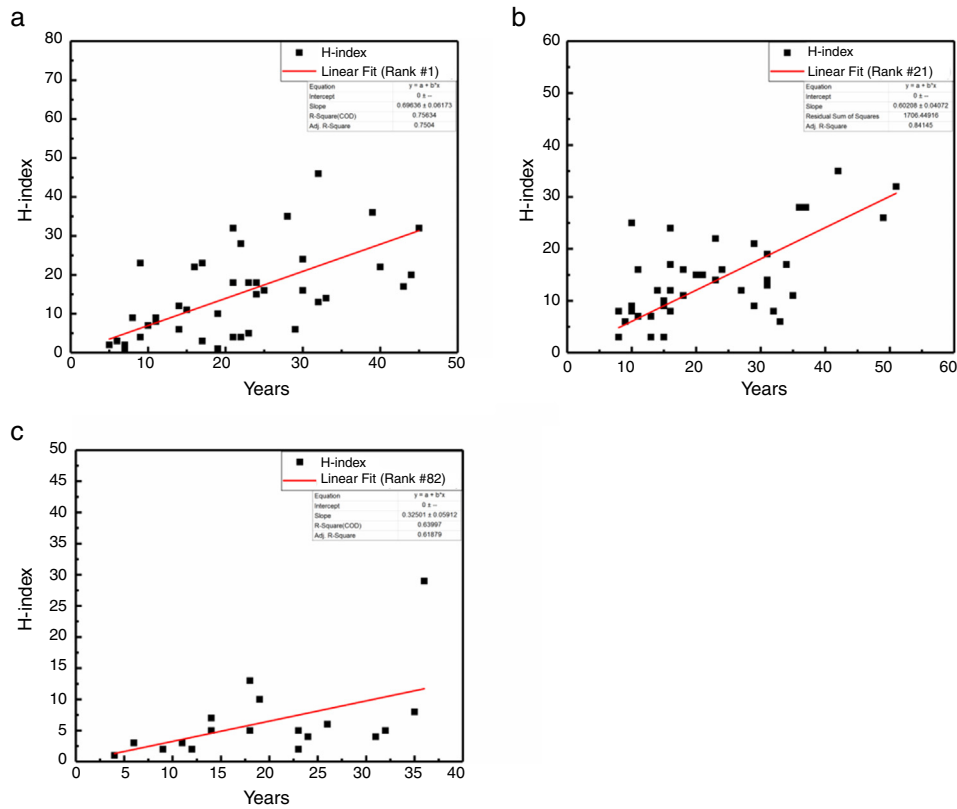 a
80
70
60
50
40
30
20
10
0
H-index
H-index
Linear Fit (Rank #1)
Equation y = a + b*x
Intercept 0 ± --
Slope 0.69636 ± 0.06173
R-Square(COD) 0.75634
Adj. R-Square 0.7504
0 10 20 30 40 50
Years
b
60
50
40
30
20
10
0
H-index
H-index
Linear Fit (Rank #21)
Equation y = a + b*x
Intercept 0 ± --
Slope 0.60208 ± 0.04072
Residual Sum of Squares 1706.44916
Adj. R-Square 0.84145
0 10 20 30 40 50 60
Years
c
50
45
40
35
30
25
20
15
10
5
0
H-index
H-index
Linear Fit (Rank #82)
Equation y = a + b*x
Intercept 0 ± --
Slope 0.32501 ± 0.05912
R-Square(COD) 0.63997
Adj. R-Square 0.61879
0 5 10 15 20 25 30 35 40
Years